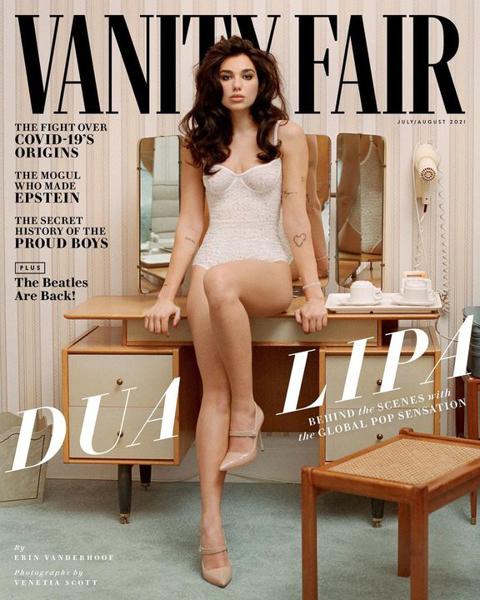 VANITY FAIR
JULY/AUGUST 2021
THE FIGHT OVER
COVID-19'S
ORIGINS
THE MOGUL
WHO MADE
EPSTEIN
THE SECRET
HISTORY OF THE
PROUD BOYS
PLUS
The Beatles
Are Back!
DUA LIPA
BEHIND the SCENES with
the GLOBAL POP SENSATION
By
ERIN VANDERHOOF
Photographs by
VENETIA SCOTT